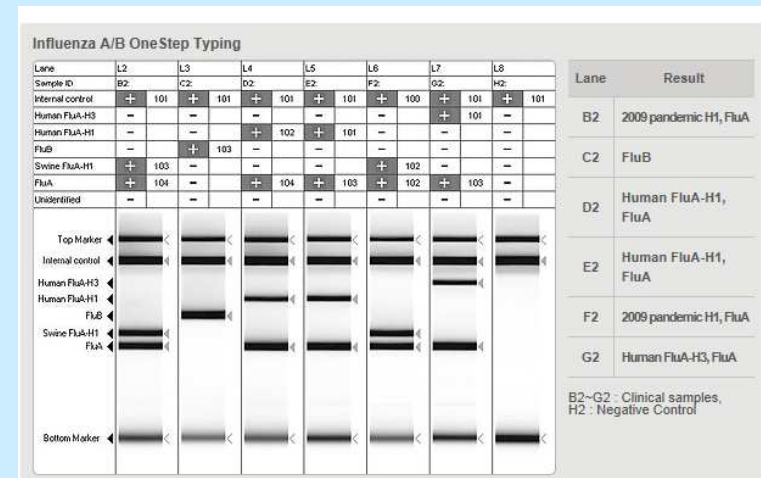 Influenza A/B OneStep Typing
Lane L2 L3 L4 L5 L6 L7 L8
Sample ID B2: C2: D2: E2: F2: G2: H2:
Internal control + 101 + 101 + 101 + 101 + 100 + 101 + 101
Human FluA-H3 - - - - - + 101 -
Human FluA-H1 - - + 102 + 101 - - -
FluB - + 103 - - - - -
Swine FluA-H1 + 103 - - - + 102 - -
FluA + 104 - + 104 + 103 + 102 + 103 -
Unidentified - - - - - - -
Top Marker
Internal control
Human FluA-H3
Human FluA-H1
FluB
Swine FluA-H1
FluA
Bottom Marker
Lane Result
B2 2009 pandemic H1, FluA
C2 FluB
D2 Human FluA-H1,
FluA
E2 Human FluA-H1,
FluA
F2 2009 pandemic H1, FluA
G2 Human FluA-H3, FluA
B2~G2 : Clinical samples,
H2 : Negative Control